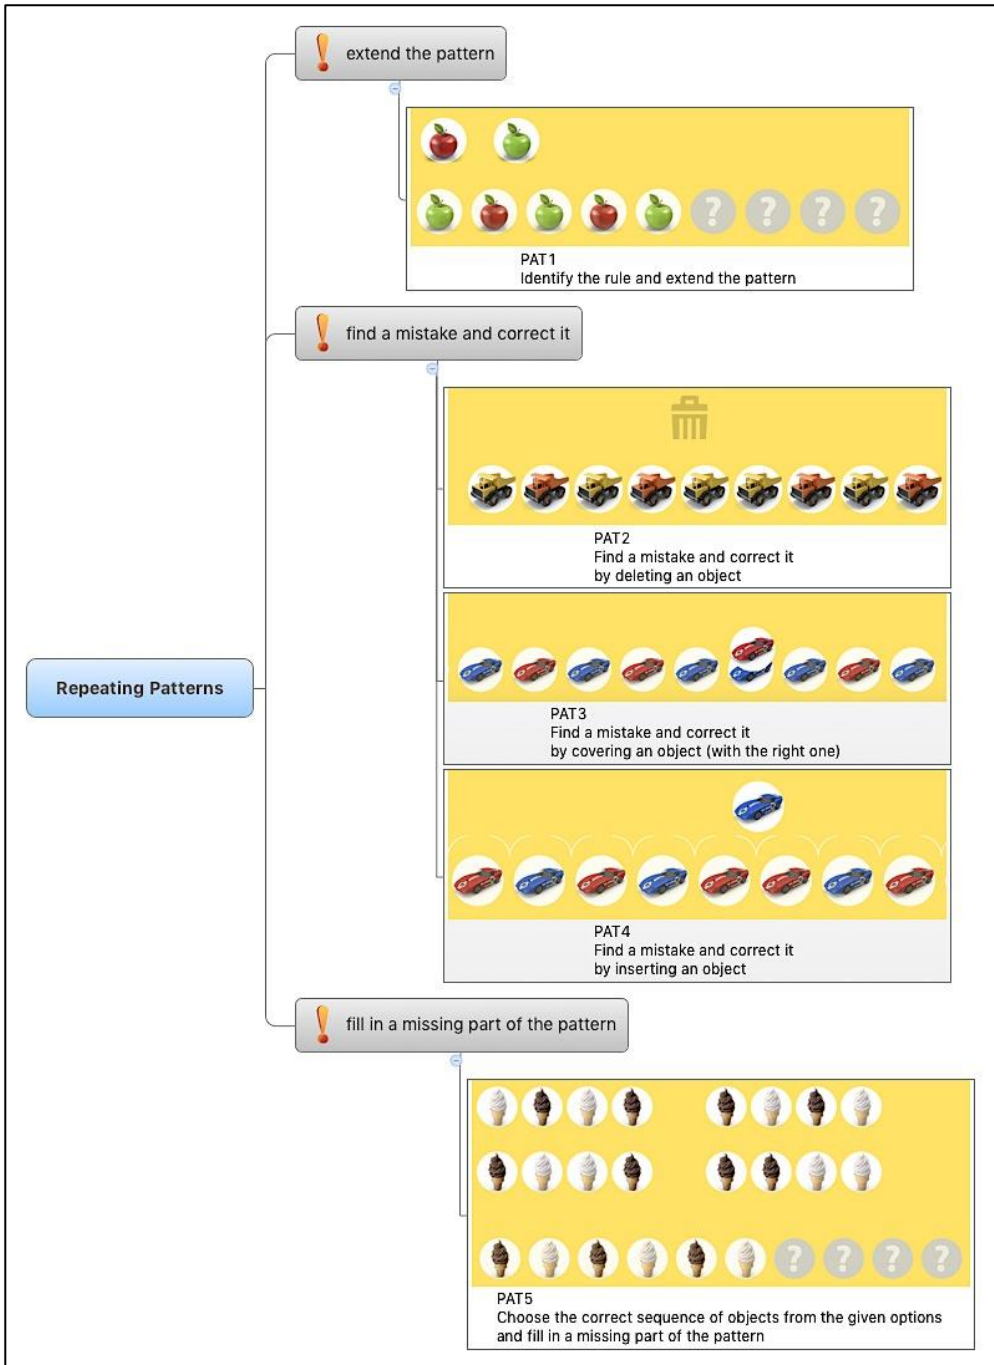 extend the pattern
? ? ? ?
PAT1
Identify the rule and extend the pattern
find a mistake and correct it
PAT2
Find a mistake and correct it
by deleting an object
Repeating Patterns
PAT3
Find a mistake and correct it
by covering an object (with the right one)
PAT4
Find a mistake and correct it
by inserting an object
fill in a missing part of the pattern
? ? ? ?
PAT5
Choose the correct sequence of objects from the given options
and fill in a missing part of the pattern